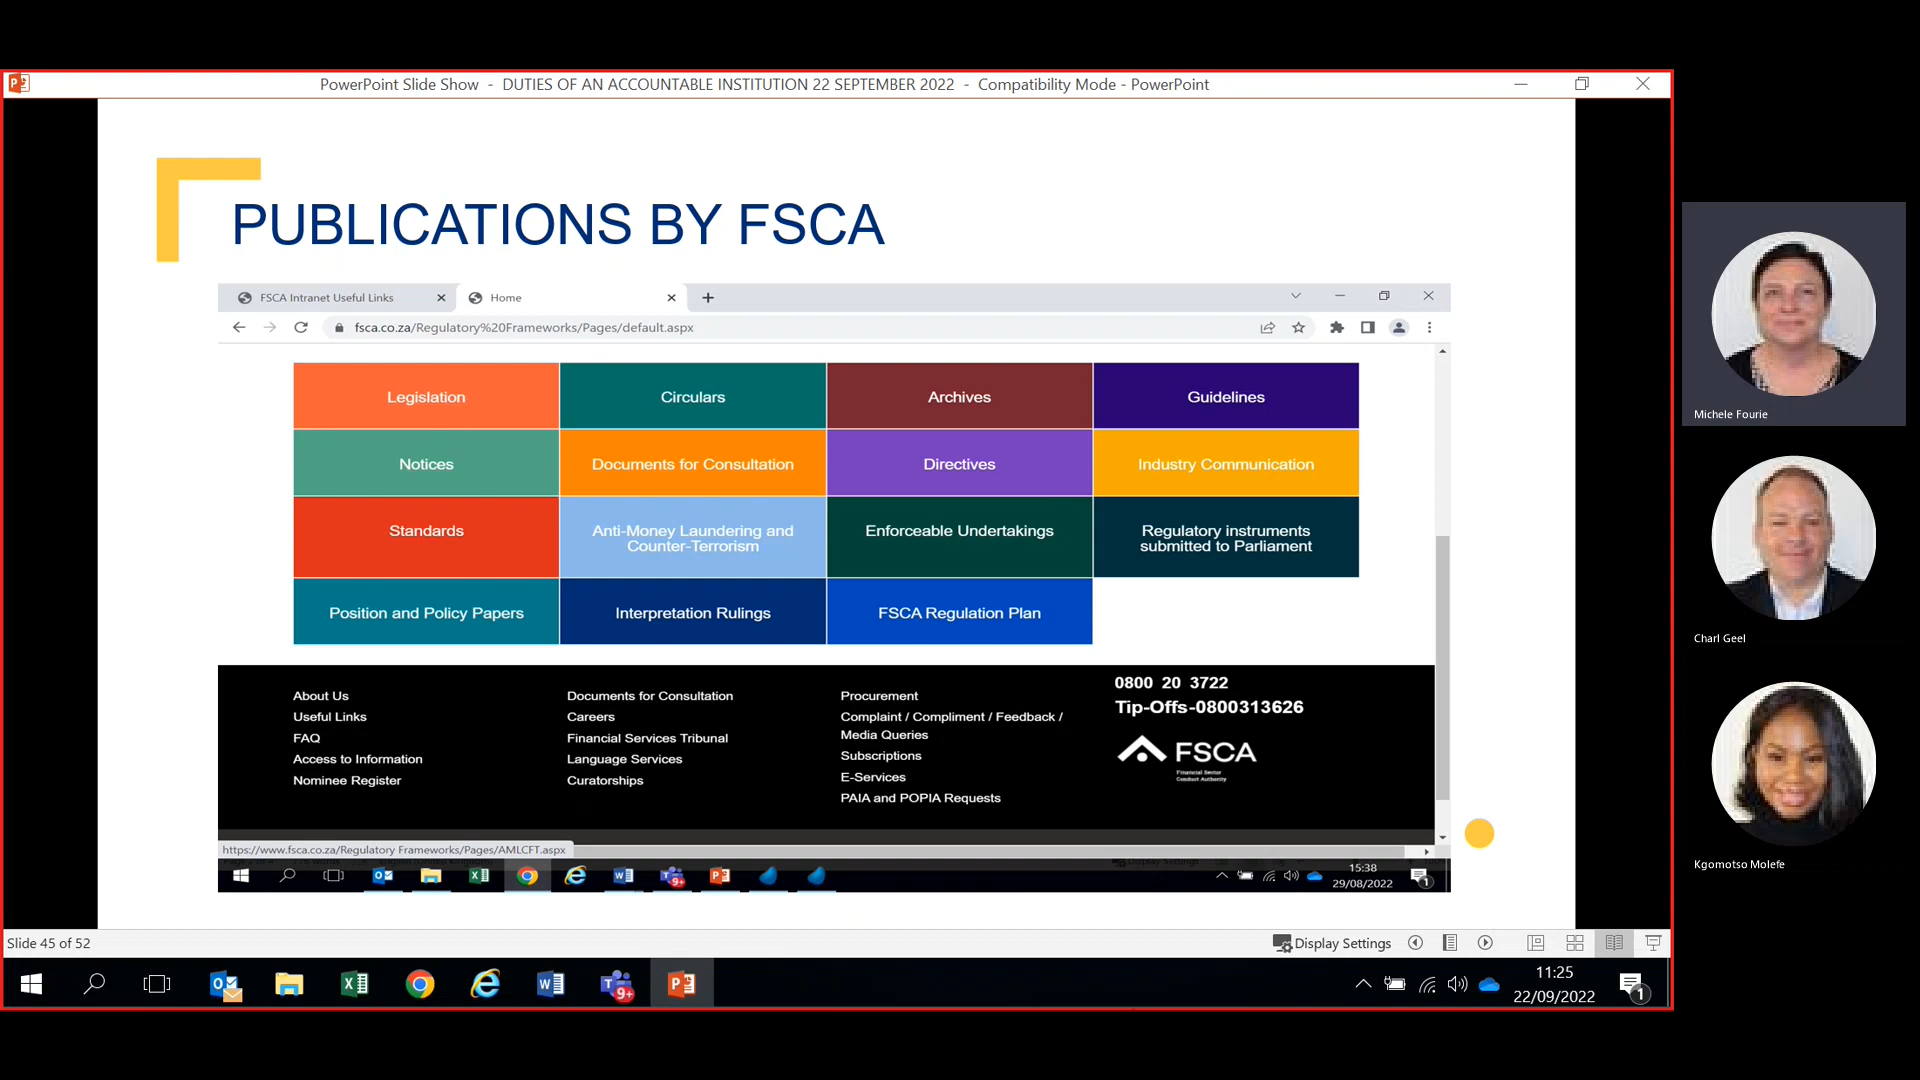 PowerPoint Slide Show - DUTIES OF AN ACCOUNTABLE INSTITUTION 22 SEPTEMBER 2022 - Compatibility Mode - PowerPoint
PUBLICATIONS BY FSCA
FSCA Intranet Useful Links
Home
fsca.co.za/Regulatory%20Frameworks/Pages/default.aspx
Legislation
Circulars
Archives
Guidelines
Notices
Documents for Consultation
Directives
Industry Communication
Standards
Anti-Money Laundering and
Counter-Terrorism
Enforceable Undertakings
Regulatory instruments
submitted to Parliament
Position and Policy Papers
Interpretation Rulings
FSCA Regulation Plan
About Us
Useful Links
FAQ
Access to Information
Nominee Register
Documents for Consultation
Careers
Financial Services Tribunal
Language Services
Curatorships
Procurement
Complaint / Compliment / Feedback /
Media Queries
Subscriptions
E-Services
PAIA and POPIA Requests
0800 20 3722
Tip-Offs-0800313626
FSCA
Financial Sector
Conduct Authority
https://www.fsca.co.za/Regulatory Frameworks/Pages/AMLCFT.aspx
15:38
29/08/2022
1
Michele Fourie
Charl Geel
Kgomotso Molefe
Slide 45 of 52
Display Settings
9+
11:25
22/09/2022
1